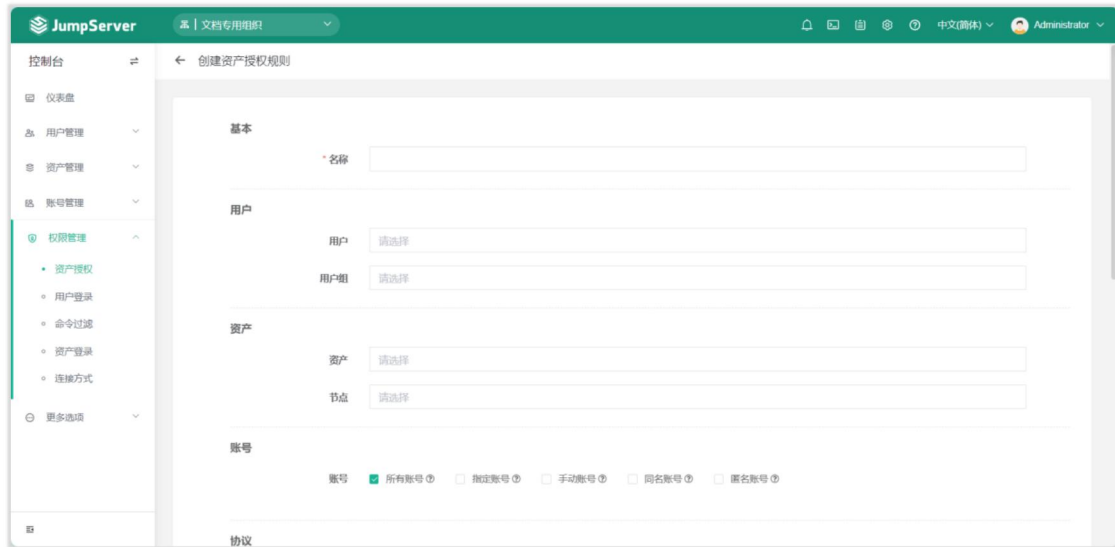 JumpServer
文档专用组织
中文(简体)
Administrator
控制台
创建资产授权规则
仪表盘
用户管理
资产管理
账号管理
权限管理
资产授权
用户登录
命令过滤
资产登录
连接方式
更多选项
基本
* 名称
用户
用户 请选择
用户组 请选择
资产
资产 请选择
节点 请选择
账号
账号 所有账号 指定账号 手动账号 同名账号 匿名账号
协议